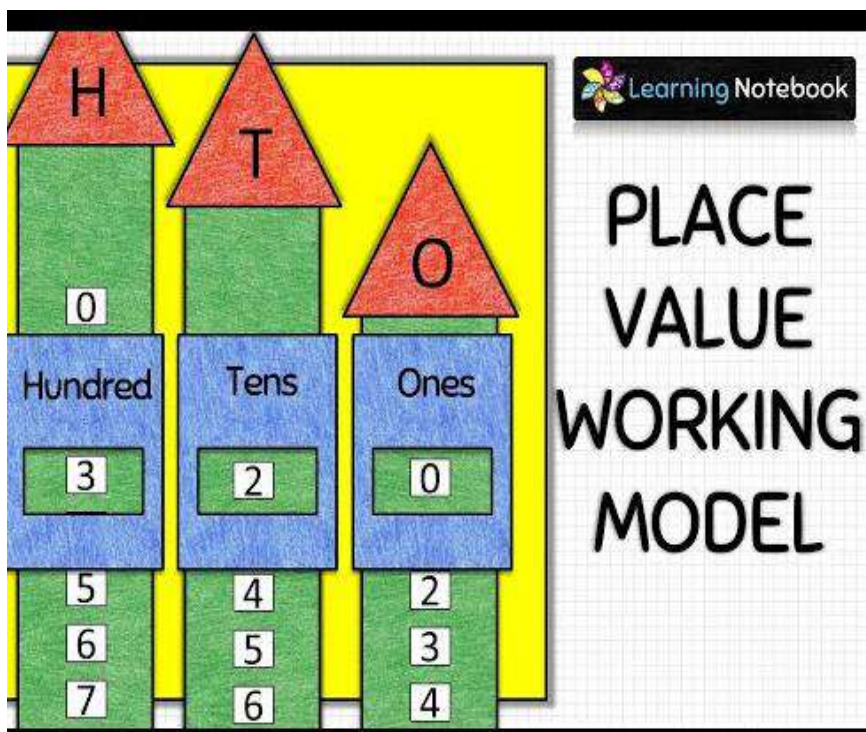 H
T
O
Learning Notebook
PLACE
VALUE
WORKING
MODEL
0
Hundred Tens Ones
3 2 0
5 4 2
6 5 3
7 6 4